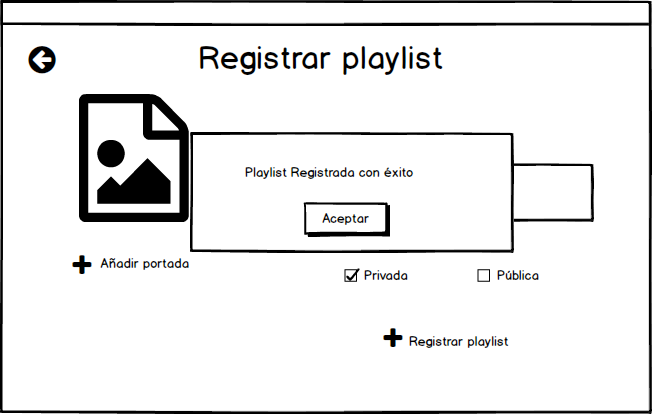 Registrar playlist
Playlist Registrada con éxito
Aceptar
Añadir portada
Privada
Pública
Registrar playlist